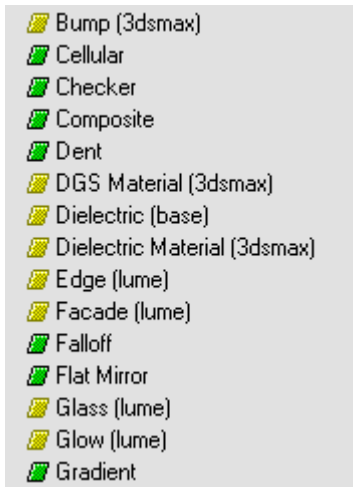 Bump (3dsmax)
Cellular
Checker
Composite
Dent
DGS Material (3dsmax)
Dielectric (base)
Dielectric Material (3dsmax)
Edge (lume)
Facade (lume)
Falloff
Flat Mirror
Glass (lume)
Glow (lume)
Gradient